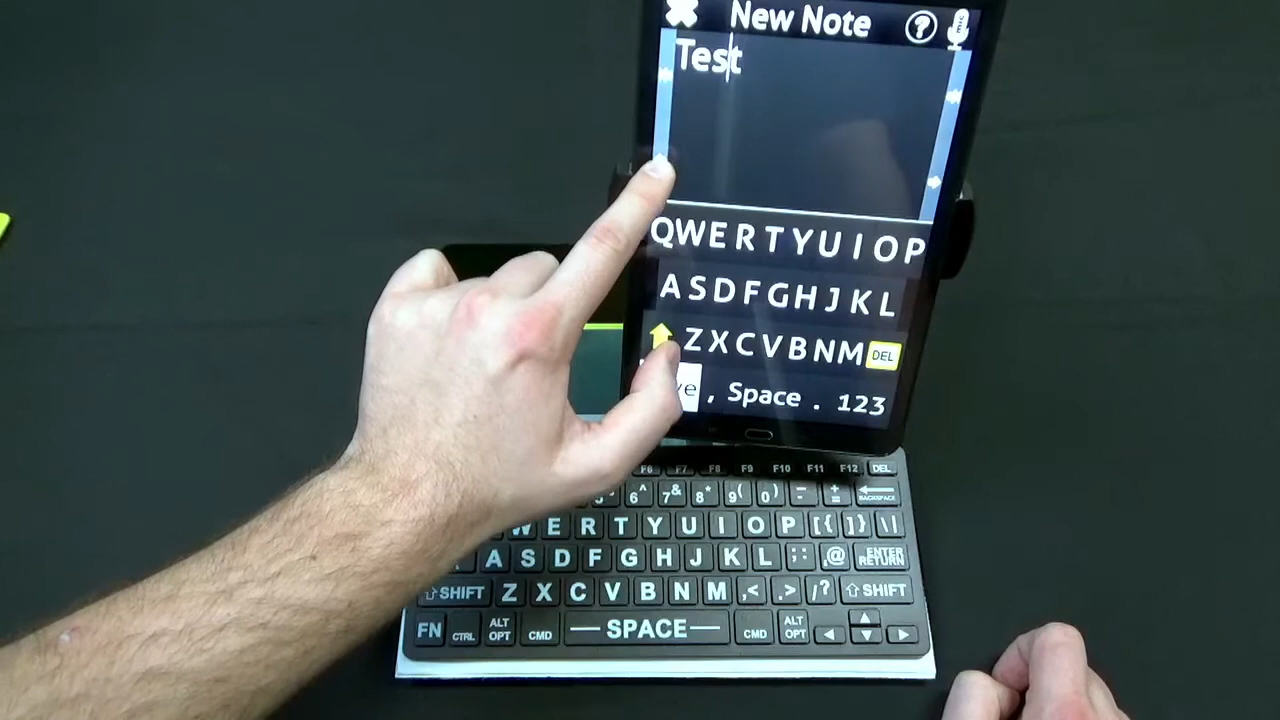 New Note
Test
QWERTYUIOP
ASDFGHJKL
ZXCVBNM DEL
, Space . 123
F6 F7 F8 F9 F10 F11 F12 DEL
6^ 7& 8* 9( 0) - _ + = BACKSPACE
W E R T Y U I O P [{ ]} \|
A S D F G H J K L ;: @ ENTER RETURN
SHIFT Z X C V B N M ,< .> /? SHIFT
FN CTRL ALT OPT CMD SPACE CMD ALT OPT